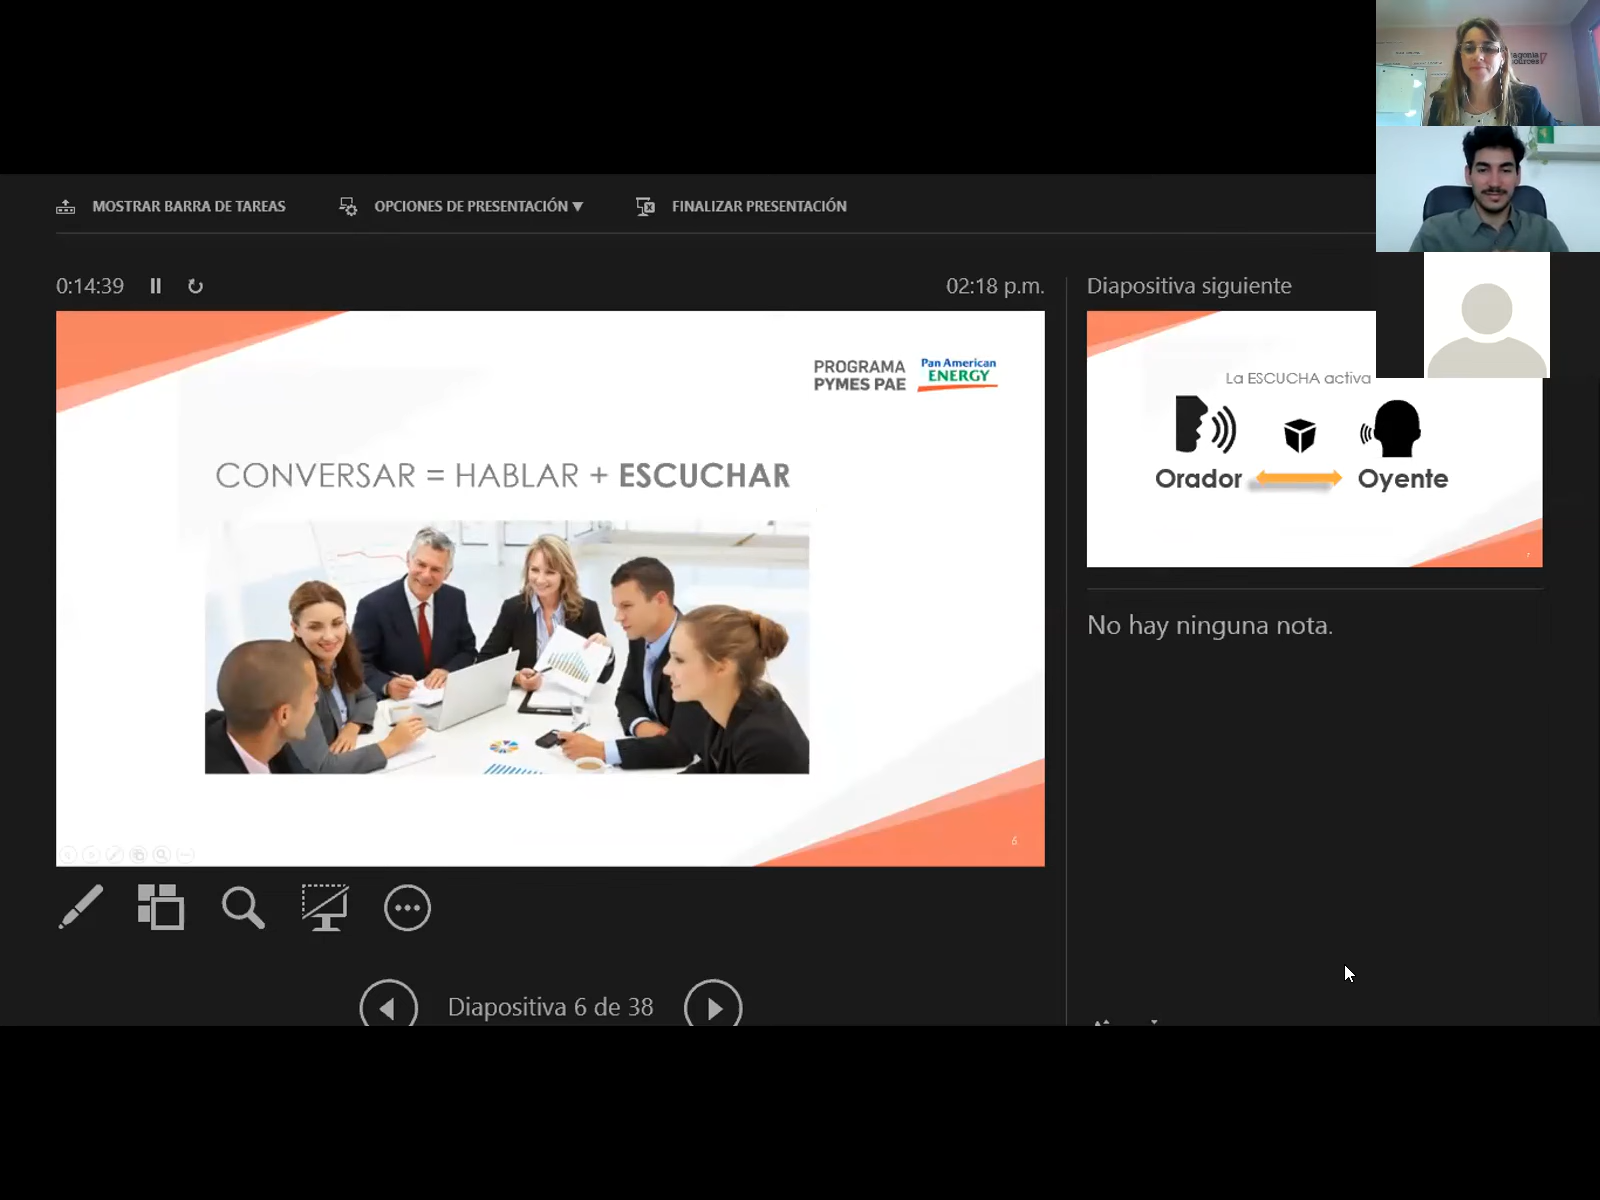 MOSTRAR BARRA DE TAREAS
OPCIONES DE PRESENTACIÓN
FINALIZAR PRESENTACIÓN
0:14:39
02:18 p.m.
Diapositiva siguiente
PROGRAMA
PYMES PAE
Pan American
ENERGY
CONVERSAR = HABLAR + ESCUCHAR
6
La ESCUCHA activa
Orador
Oyente
7
No hay ninguna nota.
Diapositiva 6 de 38